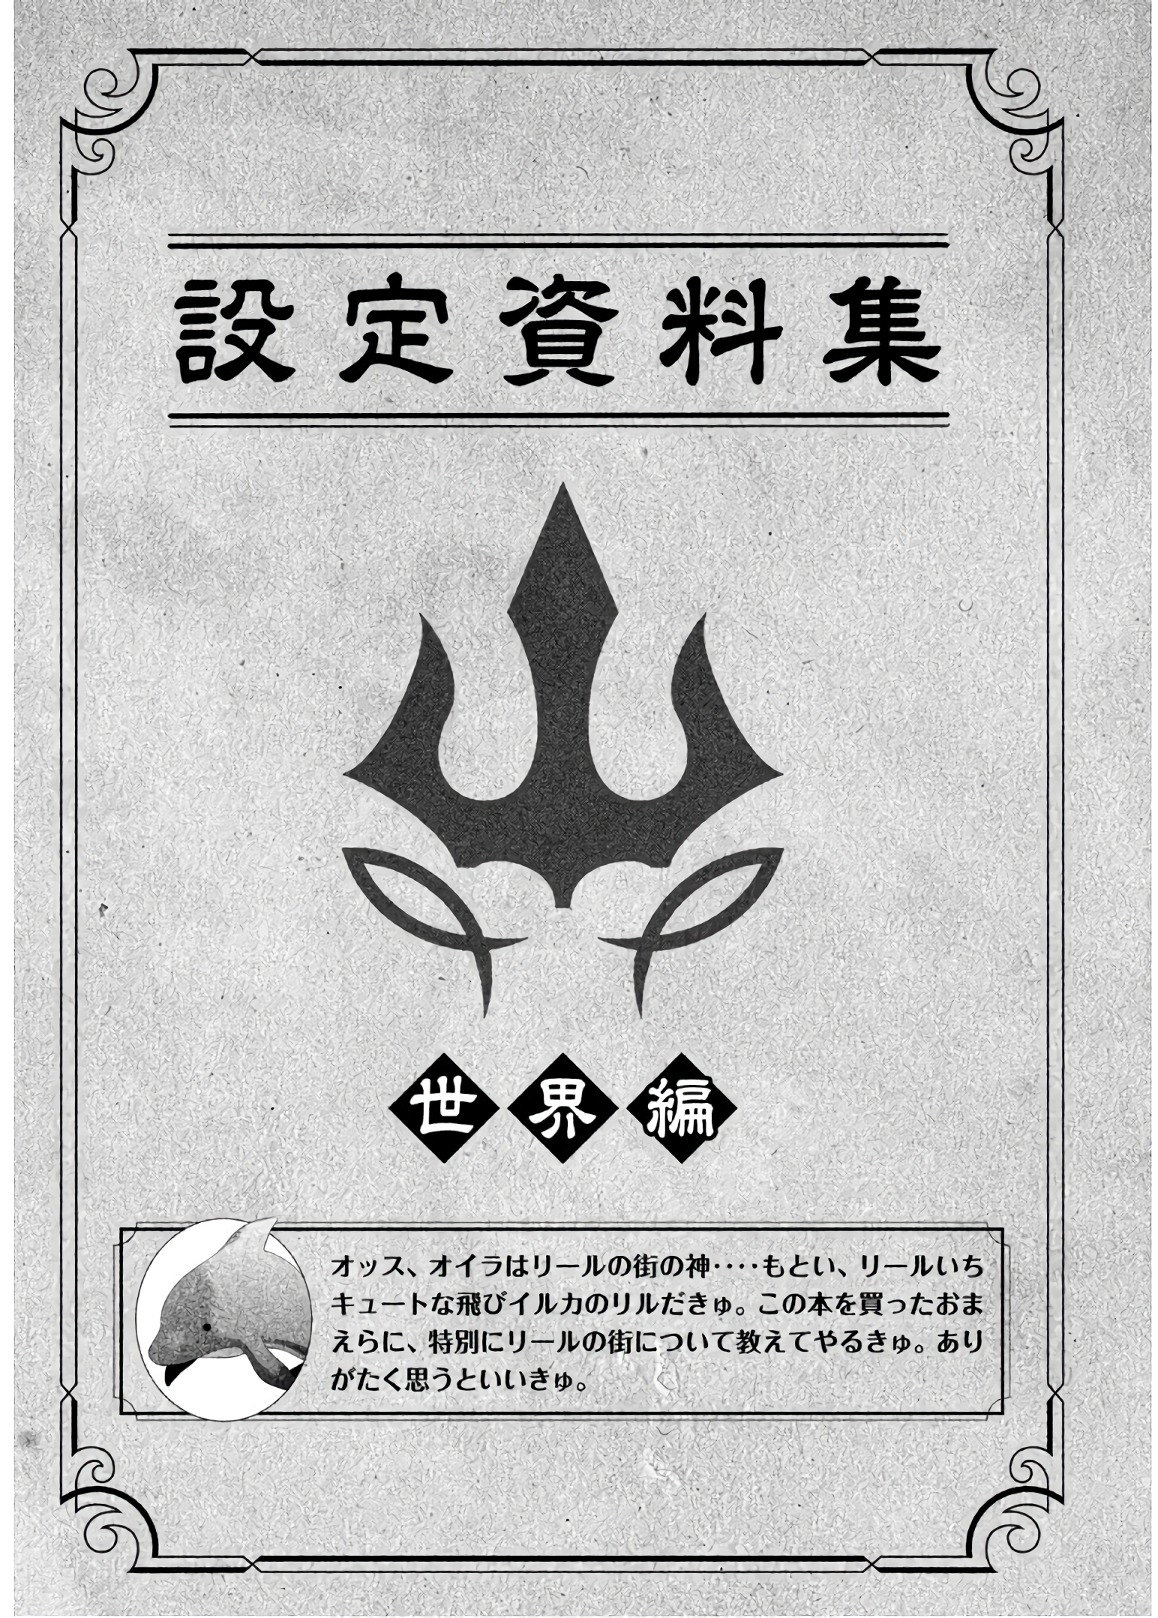 設定資料集
世界編
オッス、オイラはリールの街の神‥‥もとい、リールいち
キュートな飛びイルカのリルだきゅ。この本を買ったおま
えらに、特別にリールの街について教えてやるきゅ。あり
がたく思うといいきゅ。